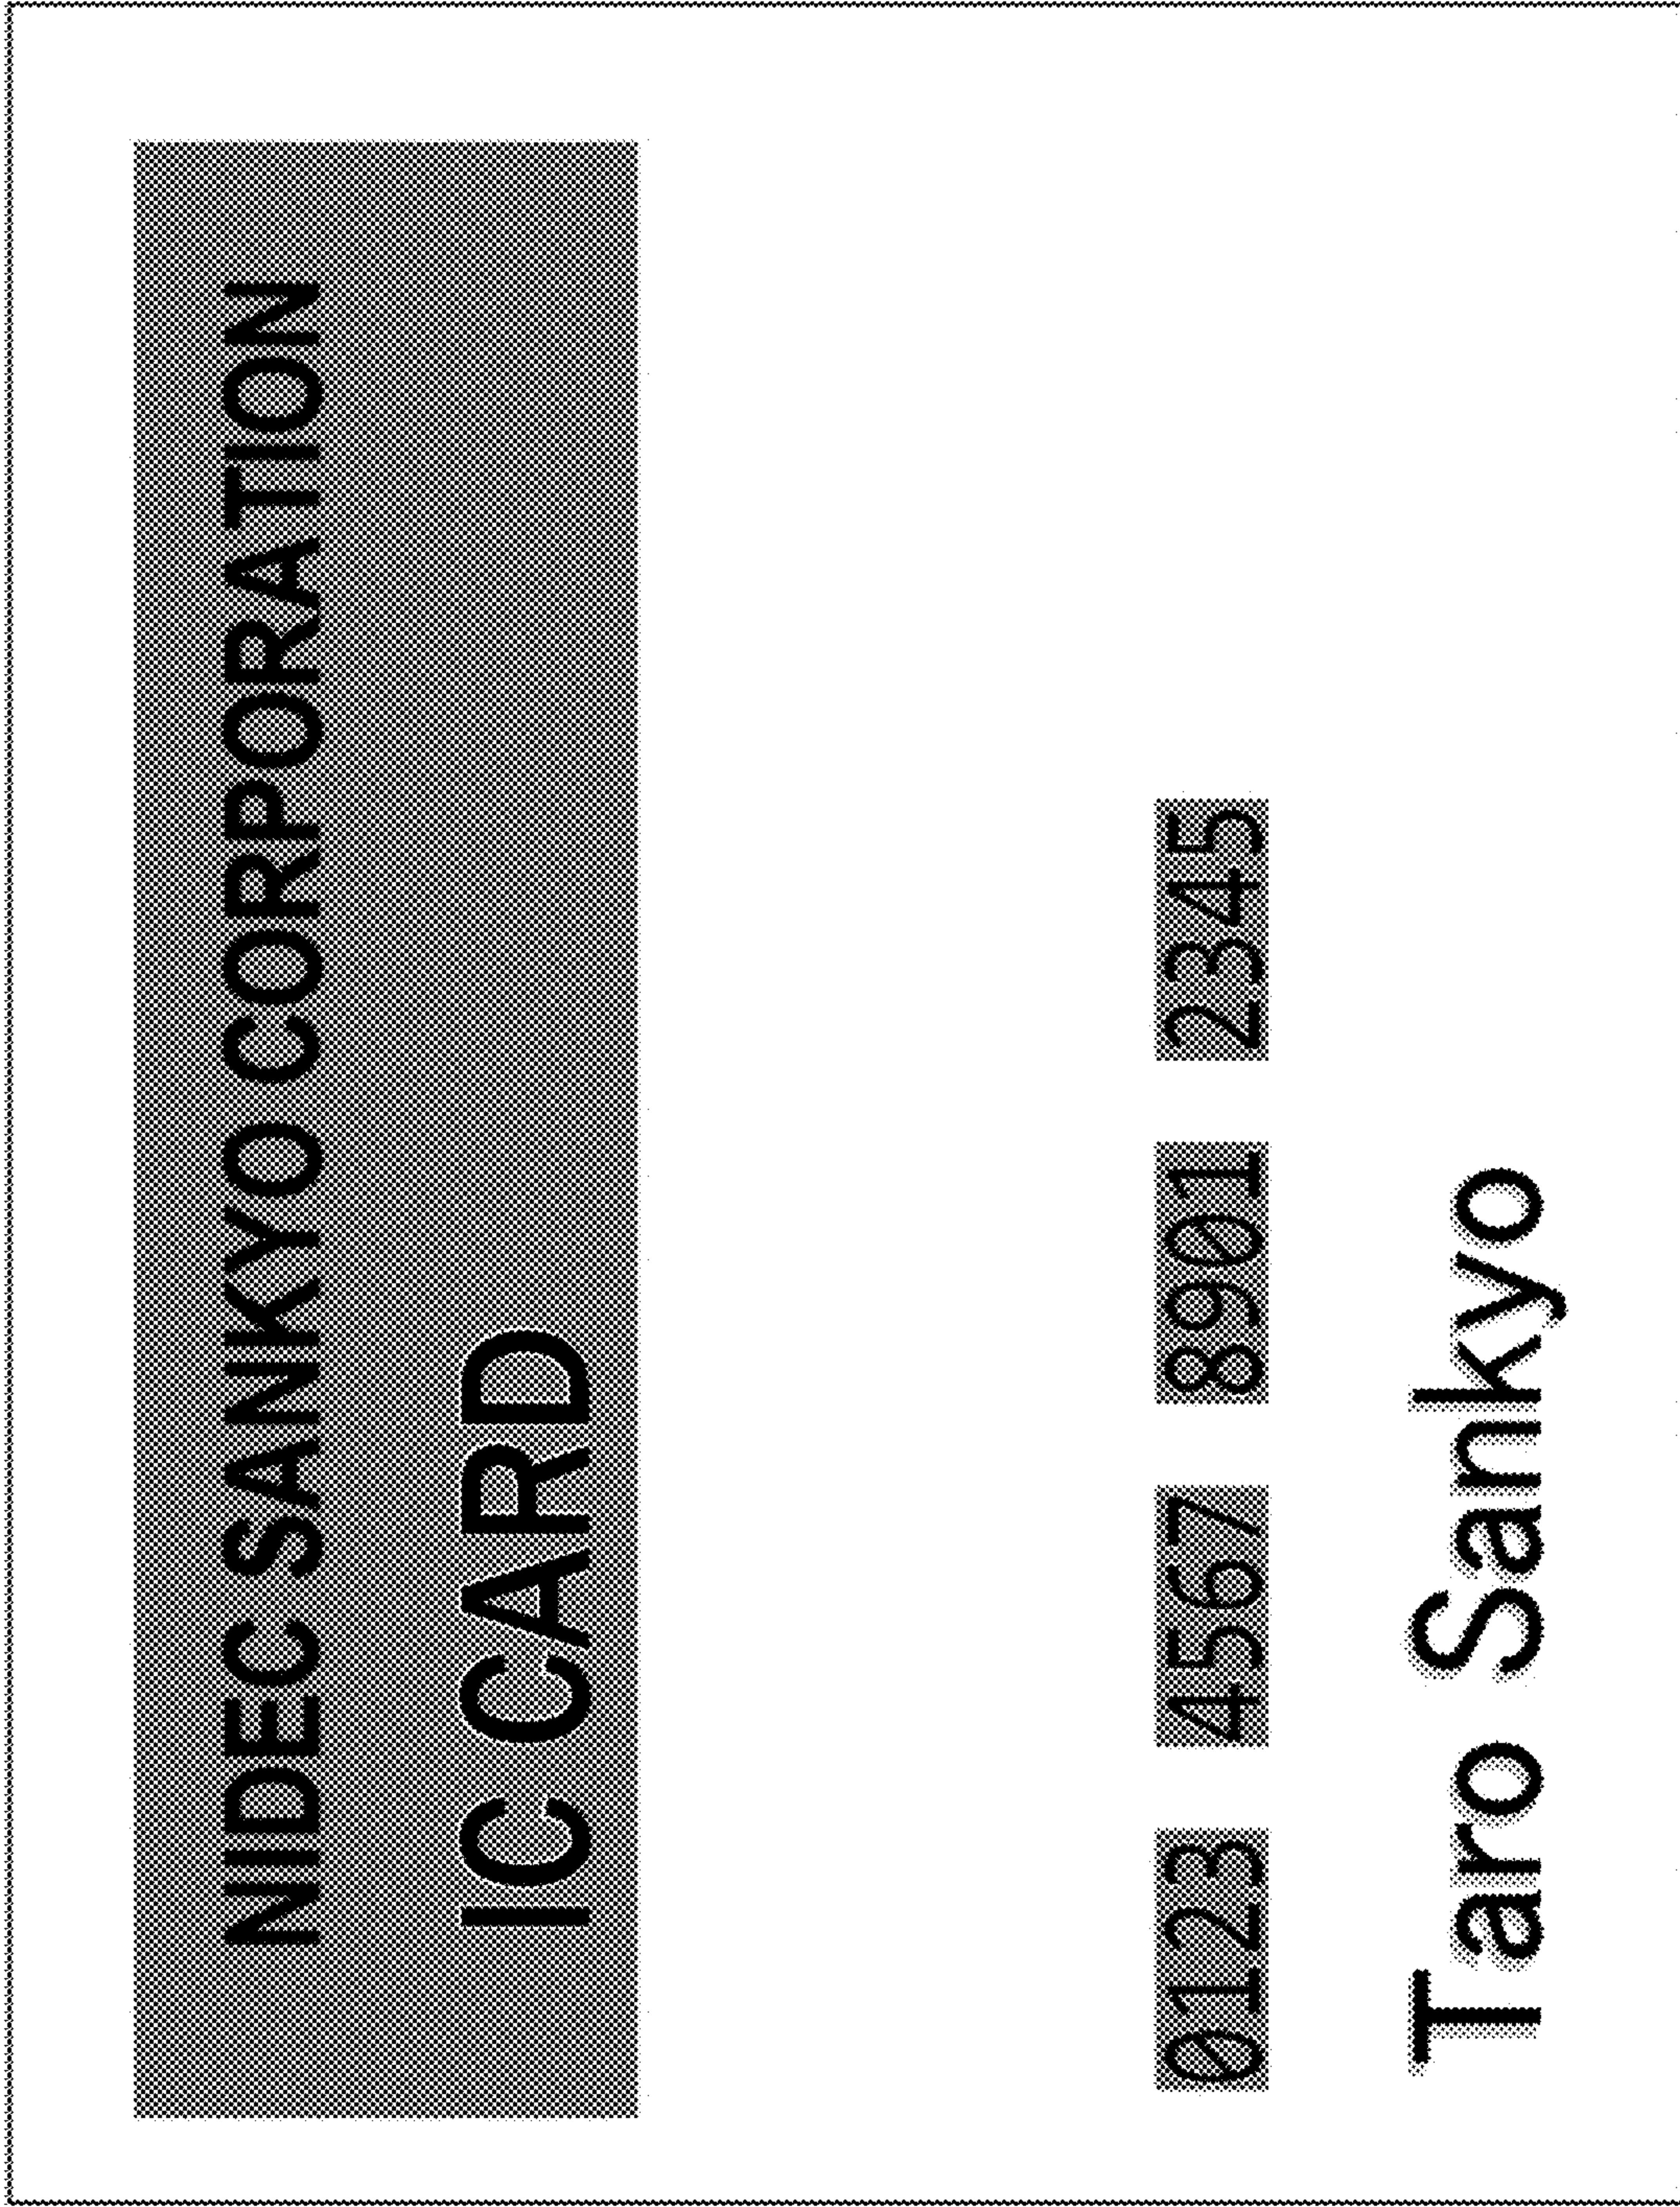 NIDEC SANKYO CORPORATION
IC CARD
0123 4567 8901 2345
Taro Sankyo